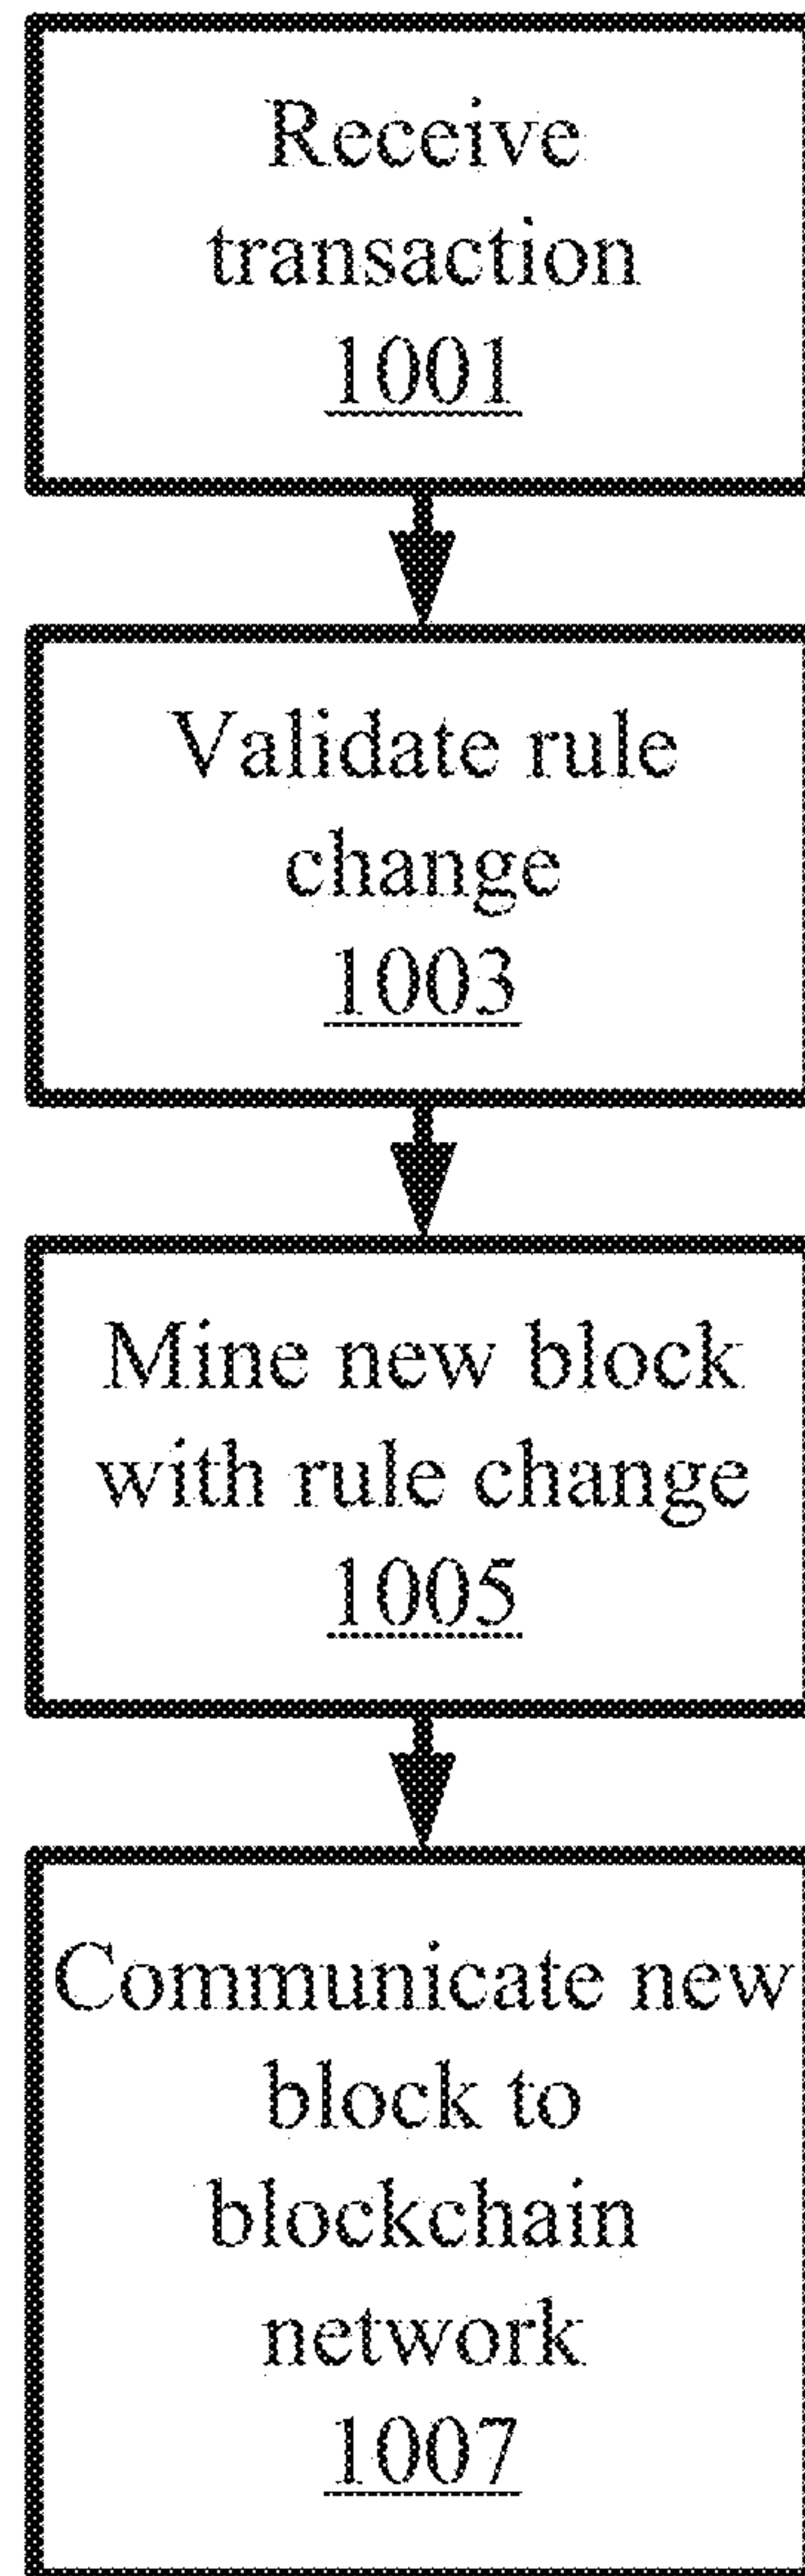 Receive
transaction
1001
Validate rule
change
1003
Mine new block
with rule change
1005
Communicate new
block to
blockchain
network
1007